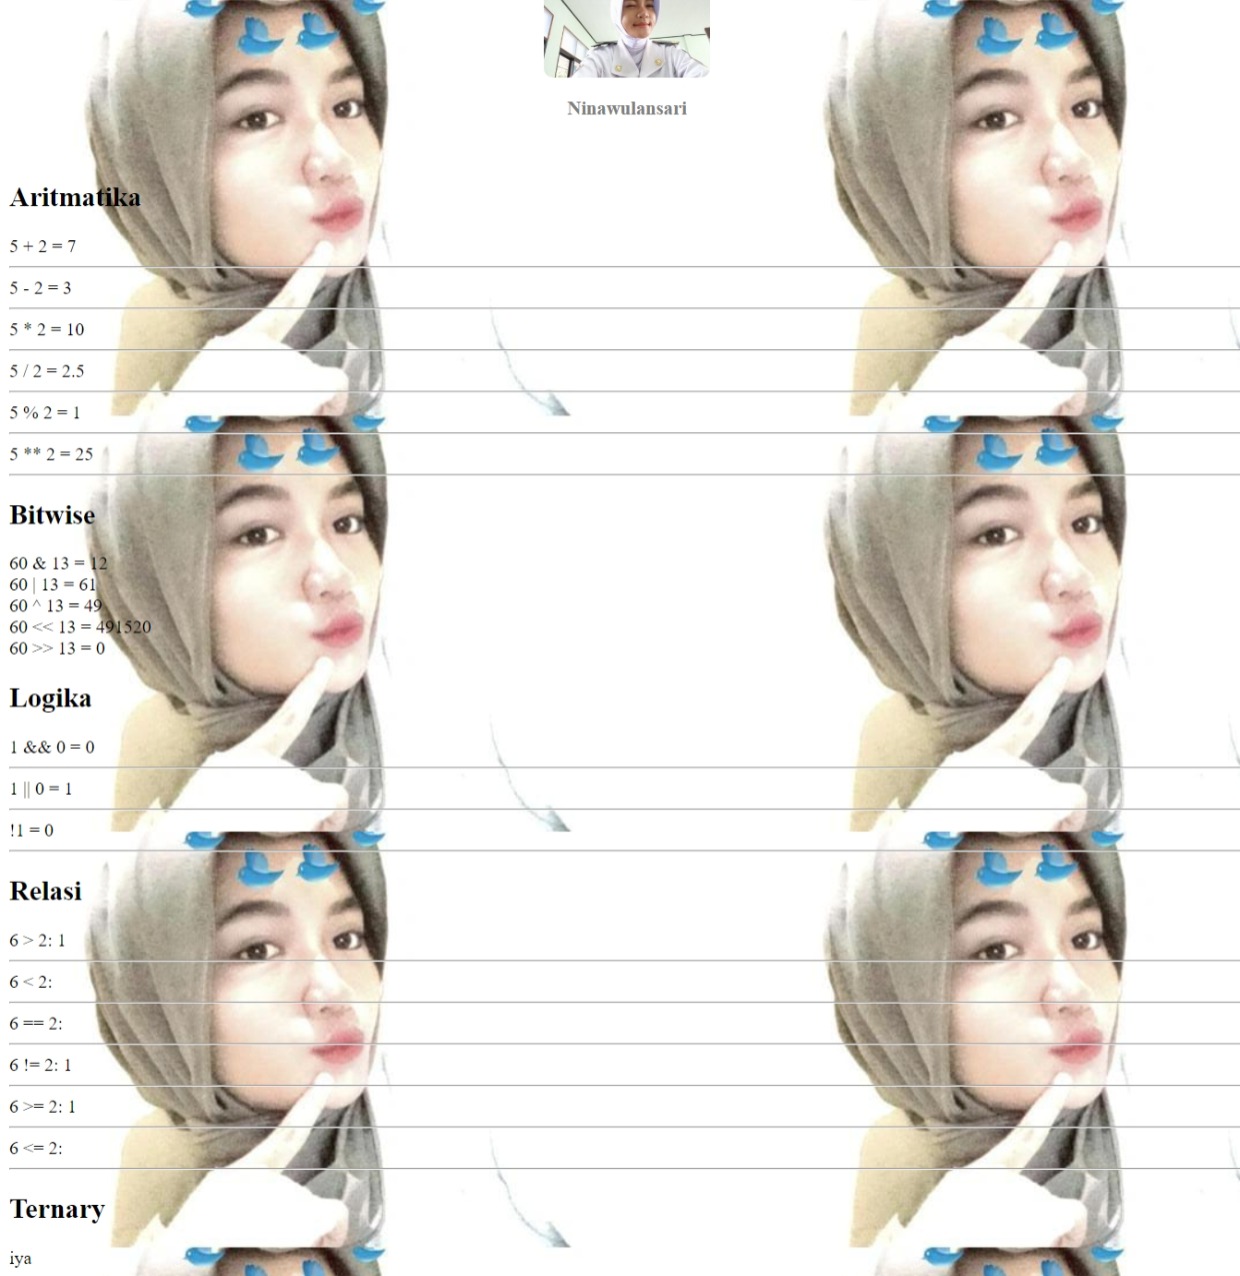 Ninawulansari
Aritmatika
5 + 2 = 7
5 - 2 = 3
5 * 2 = 10
5 / 2 = 2.5
5 % 2 = 1
5 ** 2 = 25
Bitwise
60 & 13 = 12
60 | 13 = 61
60 ^ 13 = 49
60 << 13 = 491520
60 >> 13 = 0
Logika
1 && 0 = 0
1 || 0 = 1
!1 = 0
Relasi
6 > 2: 1
6 < 2:
6 == 2:
6 != 2: 1
6 >= 2: 1
6 <= 2:
Ternary
iya